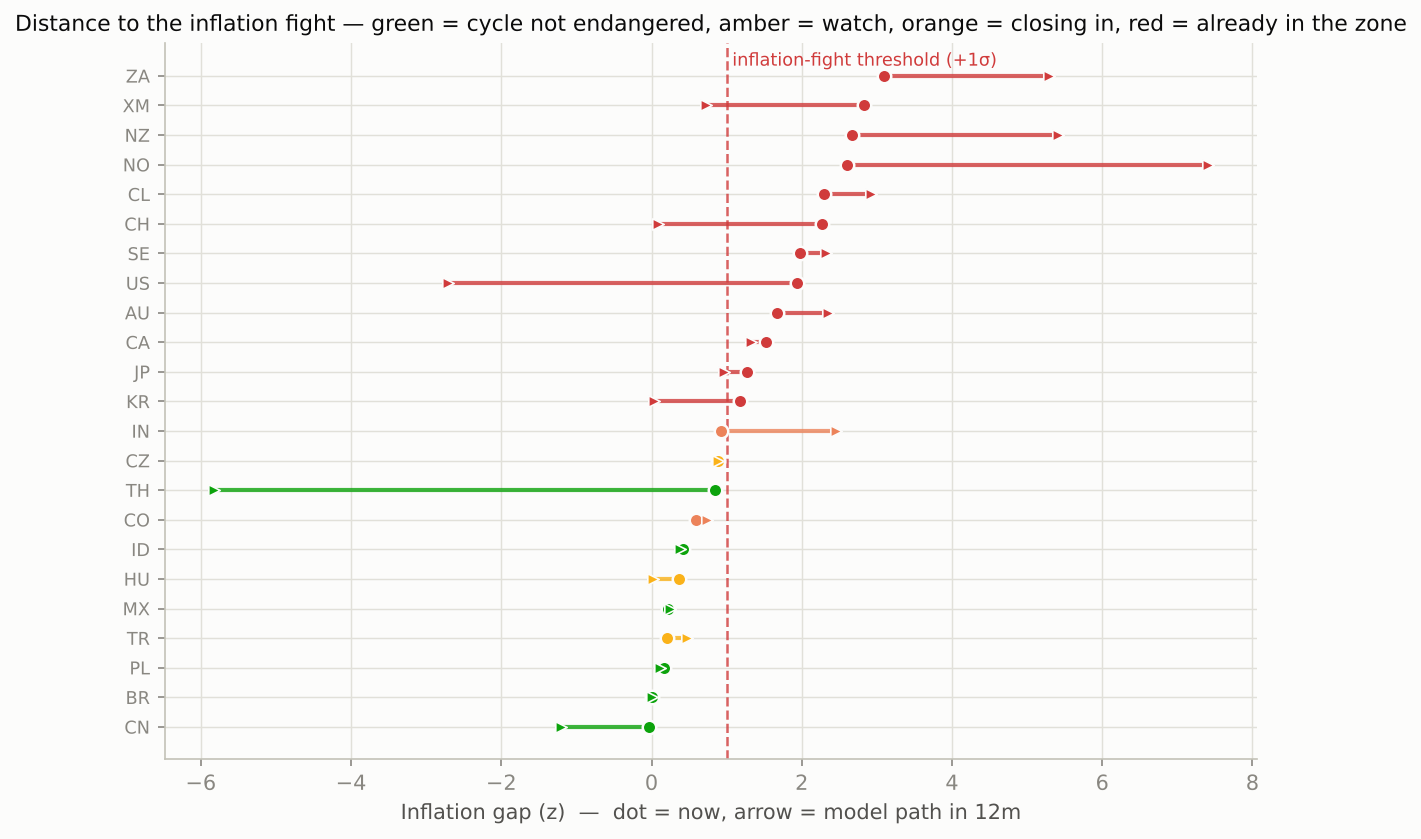 Distance to the inflation fight — green = cycle not endangered, amber = watch, orange = closing in, red = already in the zone
inflation-fight threshold (+1σ)
ZA
XM
NZ
NO
CL
CH
SE
US
AU
CA
JP
KR
IN
CZ
TH
CO
ID
HU
MX
TR
PL
BR
CN
−6 −4 −2 0 2 4 6 8
Inflation gap (z) — dot = now, arrow = model path in 12m